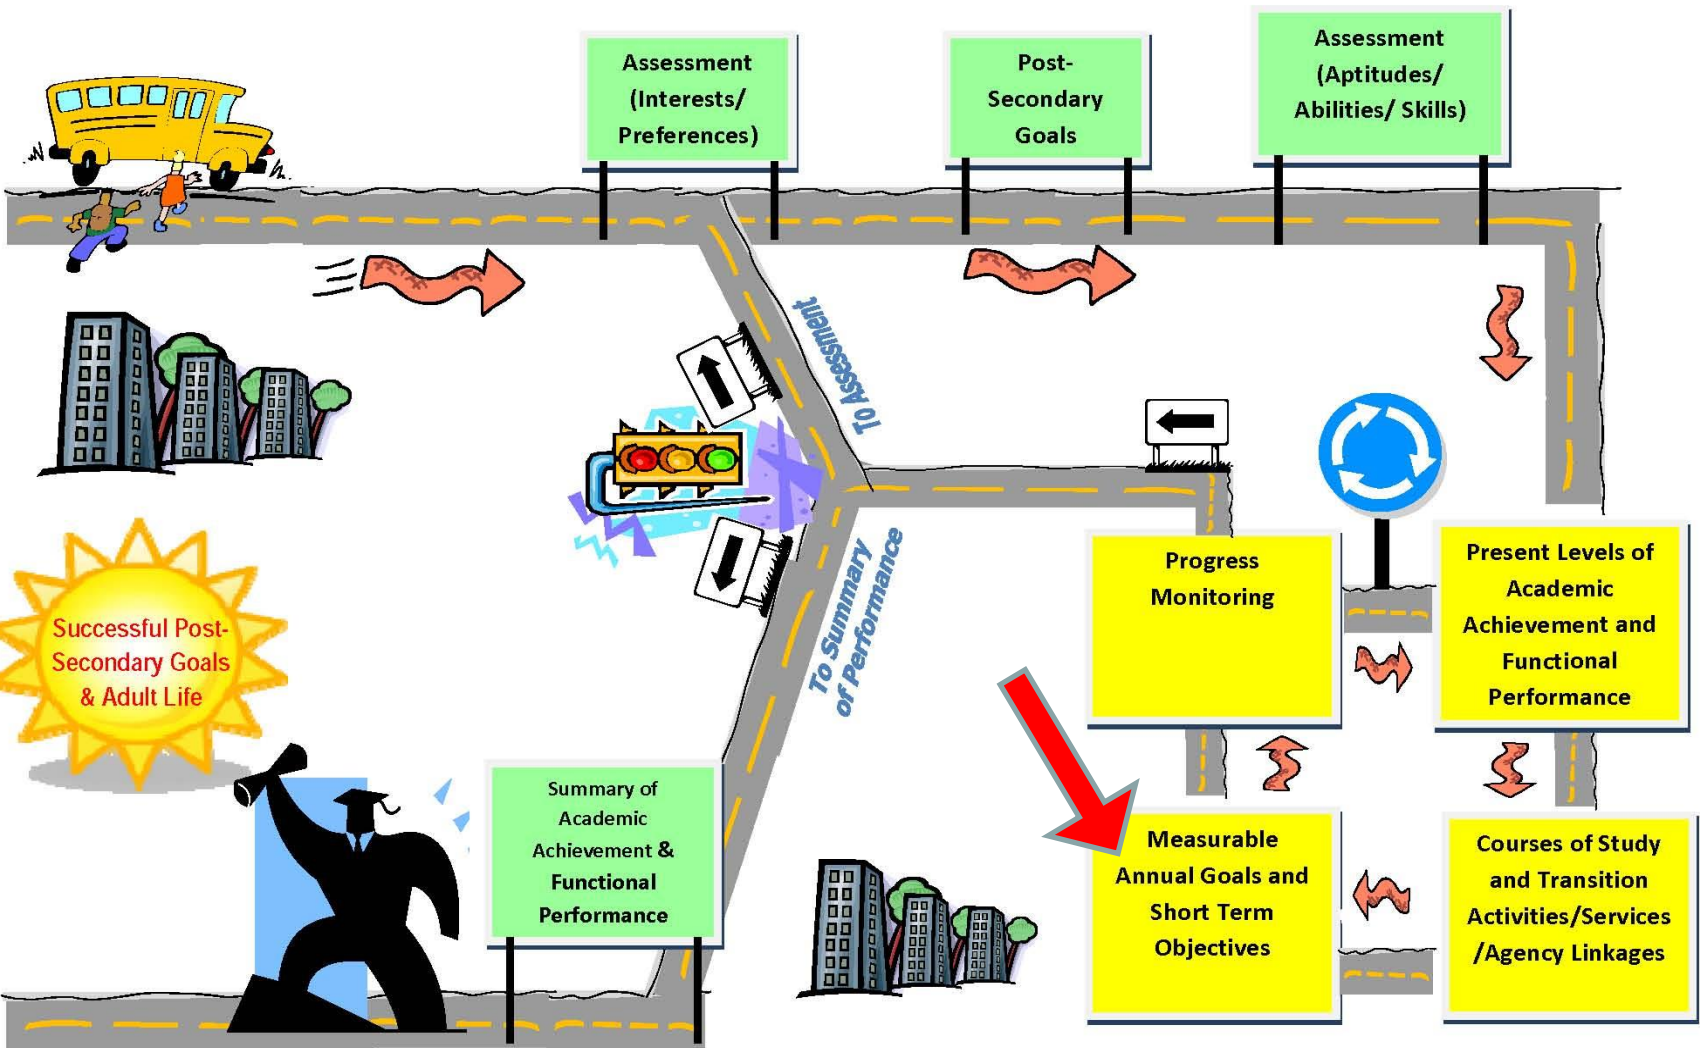 Assessment
(Interests/
Preferences)
Post-
Secondary
Goals
Assessment
(Aptitudes/
Abilities/ Skills)
To Assessment
To Summary
of Performance
Progress
Monitoring
Present Levels of
Academic
Achievement and
Functional
Performance
Successful Post-
Secondary Goals
& Adult Life
Summary of
Academic
Achievement &
Functional
Performance
Measurable
Annual Goals and
Short Term
Objectives
Courses of Study
and Transition
Activities/Services
/Agency Linkages